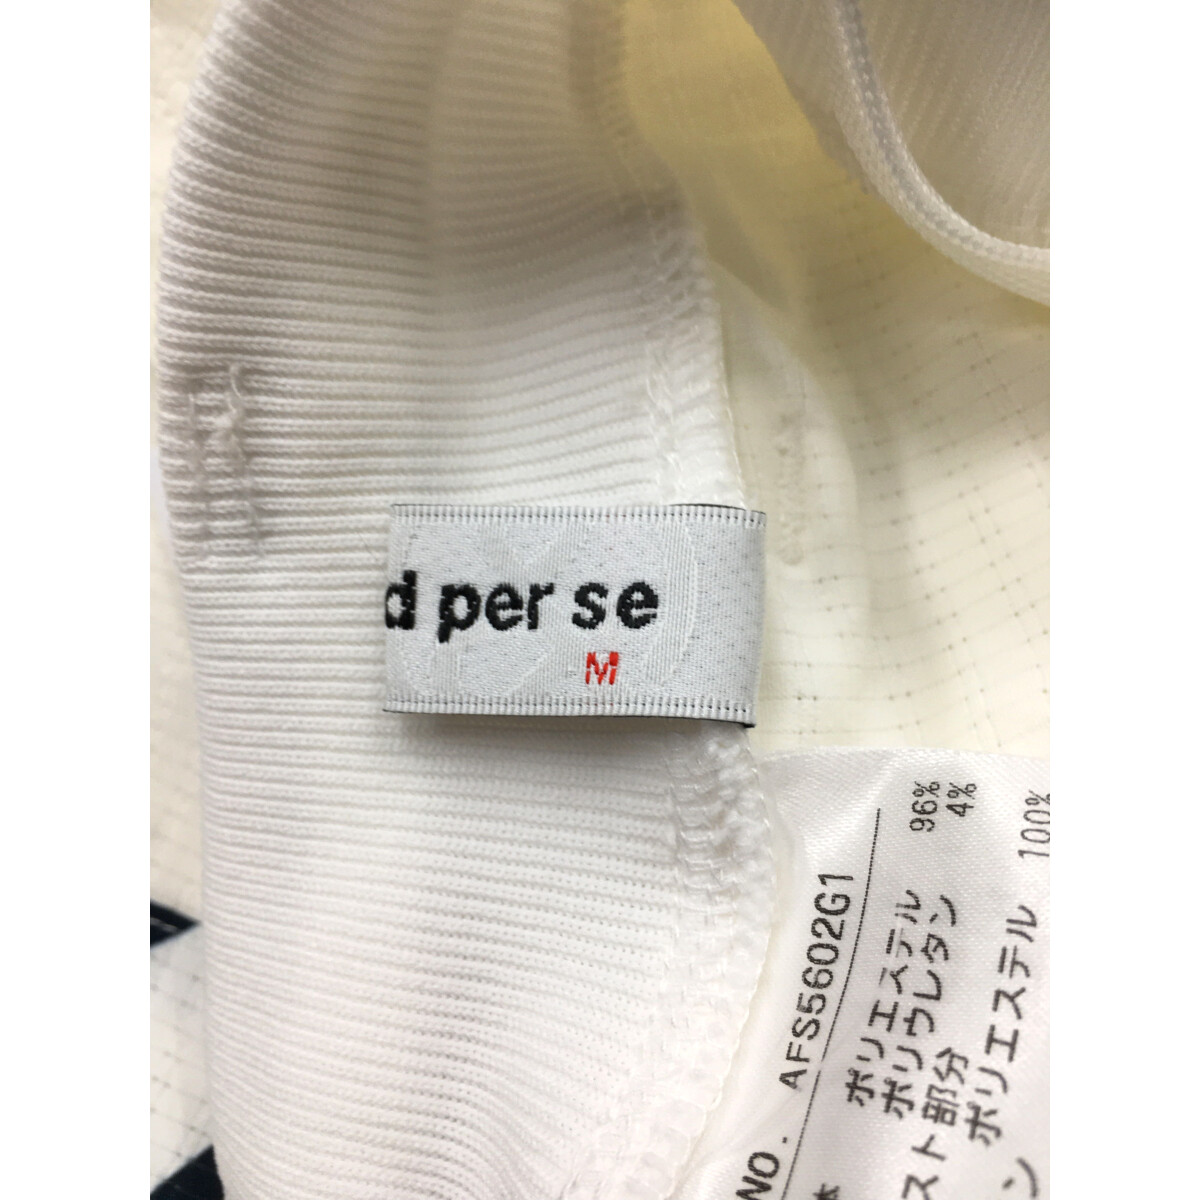 d per se
M
NO. AFS5602G1
ポリエステル 96%
ポリウレタン 4%
スト部分
ポリエステル 100%
ン